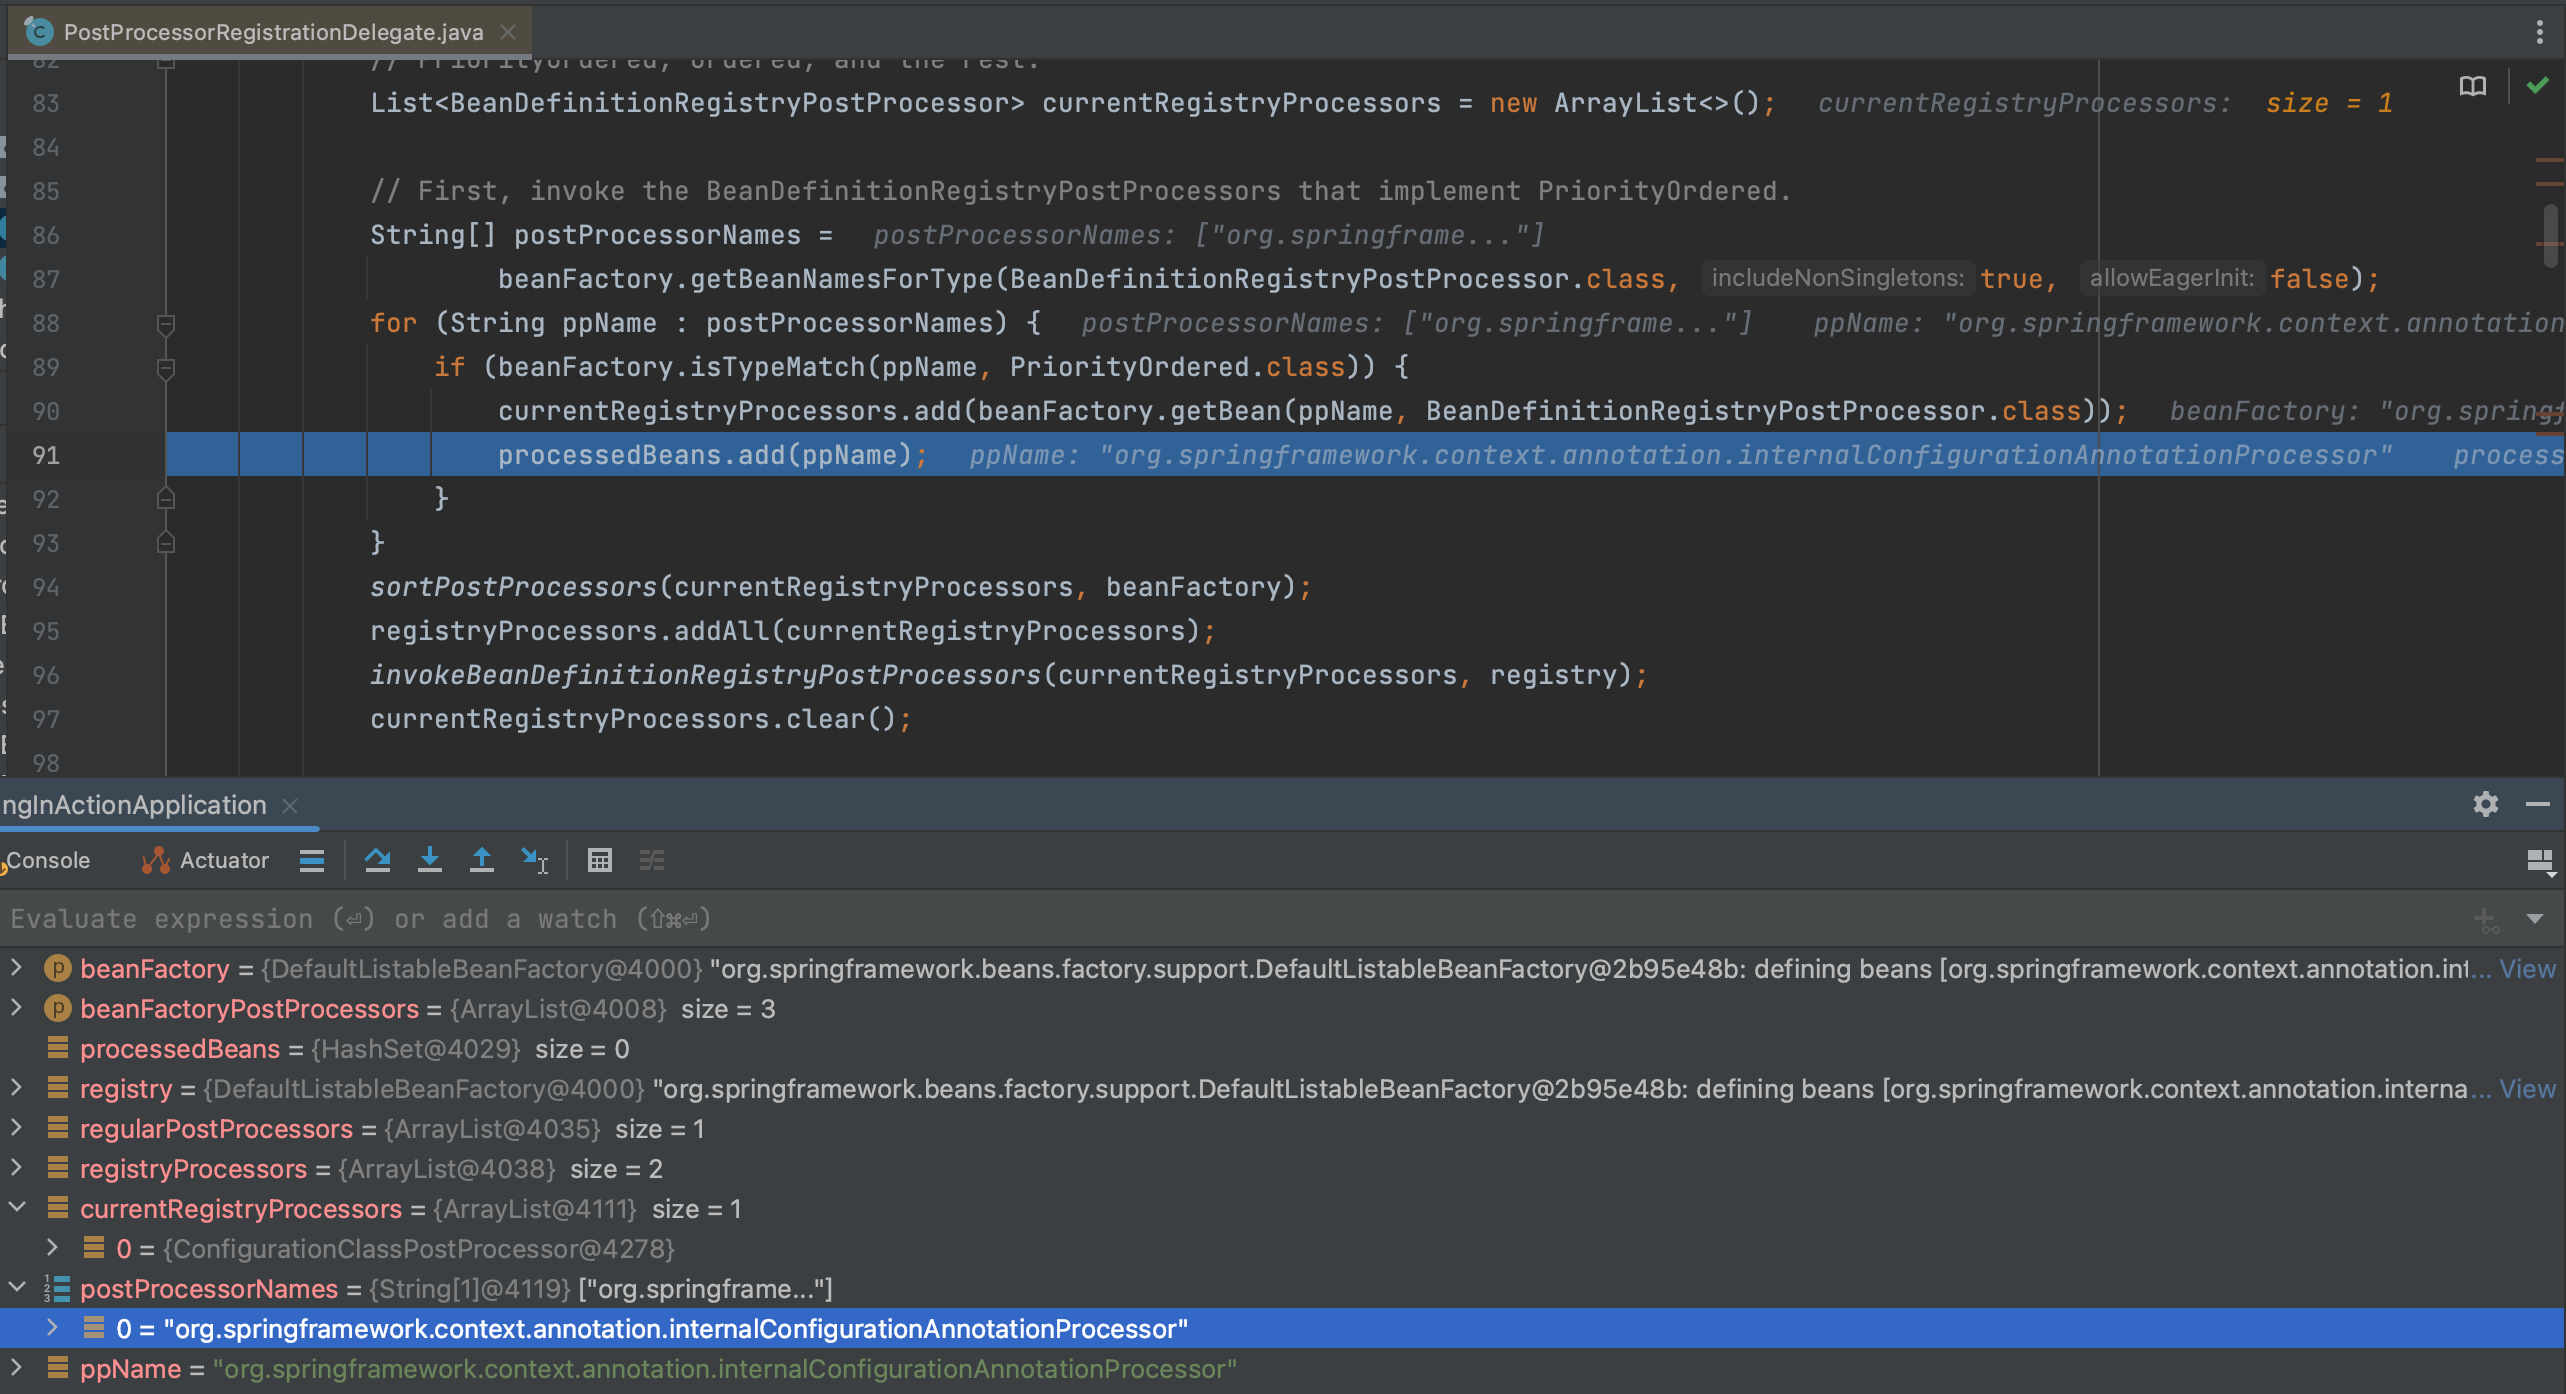 PostProcessorRegistrationDelegate.java
82 // PriorityOrdered, Ordered, and the rest.
83 List<BeanDefinitionRegistryPostProcessor> currentRegistryProcessors = new ArrayList<>(); currentRegistryProcessors: size = 1
84
85 // First, invoke the BeanDefinitionRegistryPostProcessors that implement PriorityOrdered.
86 String[] postProcessorNames = postProcessorNames: ["org.springframe..."]
87 beanFactory.getBeanNamesForType(BeanDefinitionRegistryPostProcessor.class, includeNonSingletons: true, allowEagerInit: false);
88 for (String ppName : postProcessorNames) { postProcessorNames: ["org.springframe..."] ppName: "org.springframework.context.annotation
89 if (beanFactory.isTypeMatch(ppName, PriorityOrdered.class)) {
90 currentRegistryProcessors.add(beanFactory.getBean(ppName, BeanDefinitionRegistryPostProcessor.class)); beanFactory: "org.springf
91 processedBeans.add(ppName); ppName: "org.springframework.context.annotation.internalConfigurationAnnotationProcessor" process
92 }
93 }
94 sortPostProcessors(currentRegistryProcessors, beanFactory);
95 registryProcessors.addAll(currentRegistryProcessors);
96 invokeBeanDefinitionRegistryPostProcessors(currentRegistryProcessors, registry);
97 currentRegistryProcessors.clear();
98
ngInActionApplication
Console Actuator
Evaluate expression (⏎) or add a watch (⇧⌘⏎)
beanFactory = {DefaultListableBeanFactory@4000} "org.springframework.beans.factory.support.DefaultListableBeanFactory@2b95e48b: defining beans [org.springframework.context.annotation.int... View
beanFactoryPostProcessors = {ArrayList@4008} size = 3
processedBeans = {HashSet@4029} size = 0
registry = {DefaultListableBeanFactory@4000} "org.springframework.beans.factory.support.DefaultListableBeanFactory@2b95e48b: defining beans [org.springframework.context.annotation.interna... View
regularPostProcessors = {ArrayList@4035} size = 1
registryProcessors = {ArrayList@4038} size = 2
currentRegistryProcessors = {ArrayList@4111} size = 1
0 = {ConfigurationClassPostProcessor@4278}
postProcessorNames = {String[1]@4119} ["org.springframe..."]
0 = "org.springframework.context.annotation.internalConfigurationAnnotationProcessor"
ppName = "org.springframework.context.annotation.internalConfigurationAnnotationProcessor"